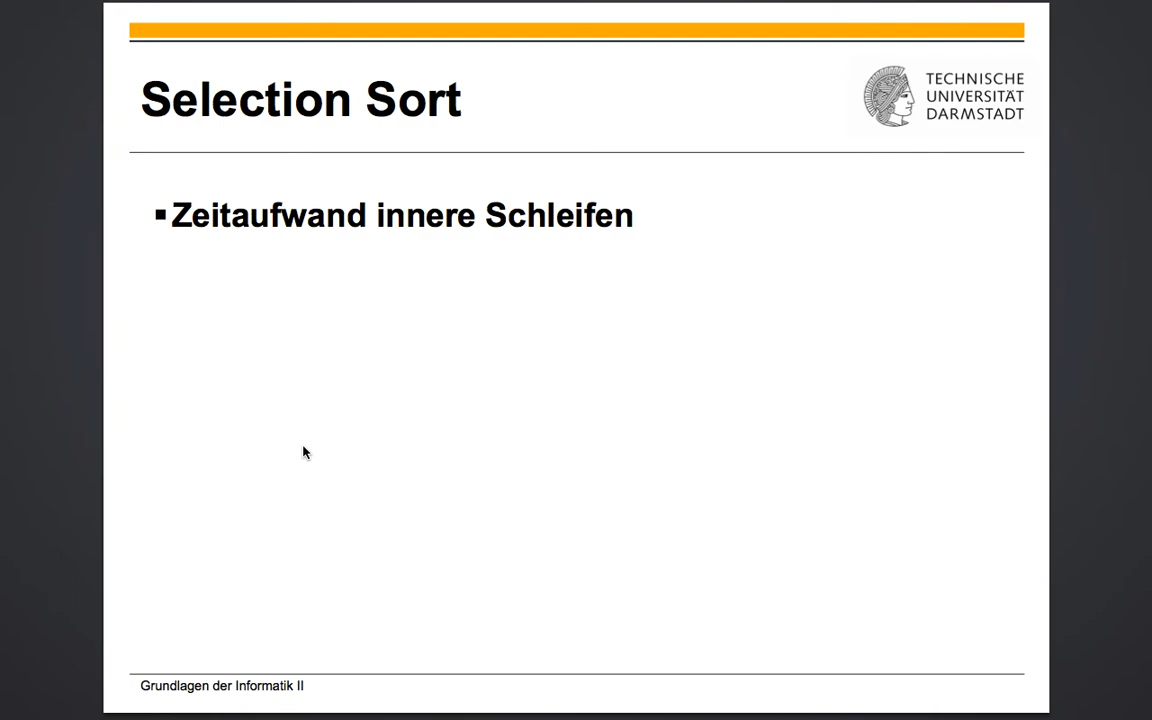 Selection Sort
TECHNISCHE
UNIVERSITÄT
DARMSTADT
▪Zeitaufwand innere Schleifen
Grundlagen der Informatik II